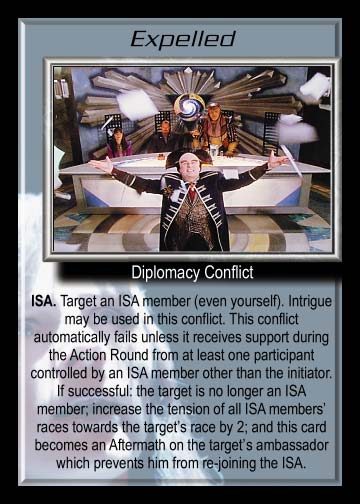 Expelled
Diplomacy Conflict
ISA. Target an ISA member (even yourself). Intrigue
may be used in this conflict. This conflict
automatically fails unless it receives support during
the Action Round from at least one participant
controlled by an ISA member other than the initiator.
If successful: the target is no longer an ISA
member; increase the tension of all ISA members'
races towards the target's race by 2; and this card
becomes an Aftermath on the target's ambassador
which prevents him from re-joining the ISA.